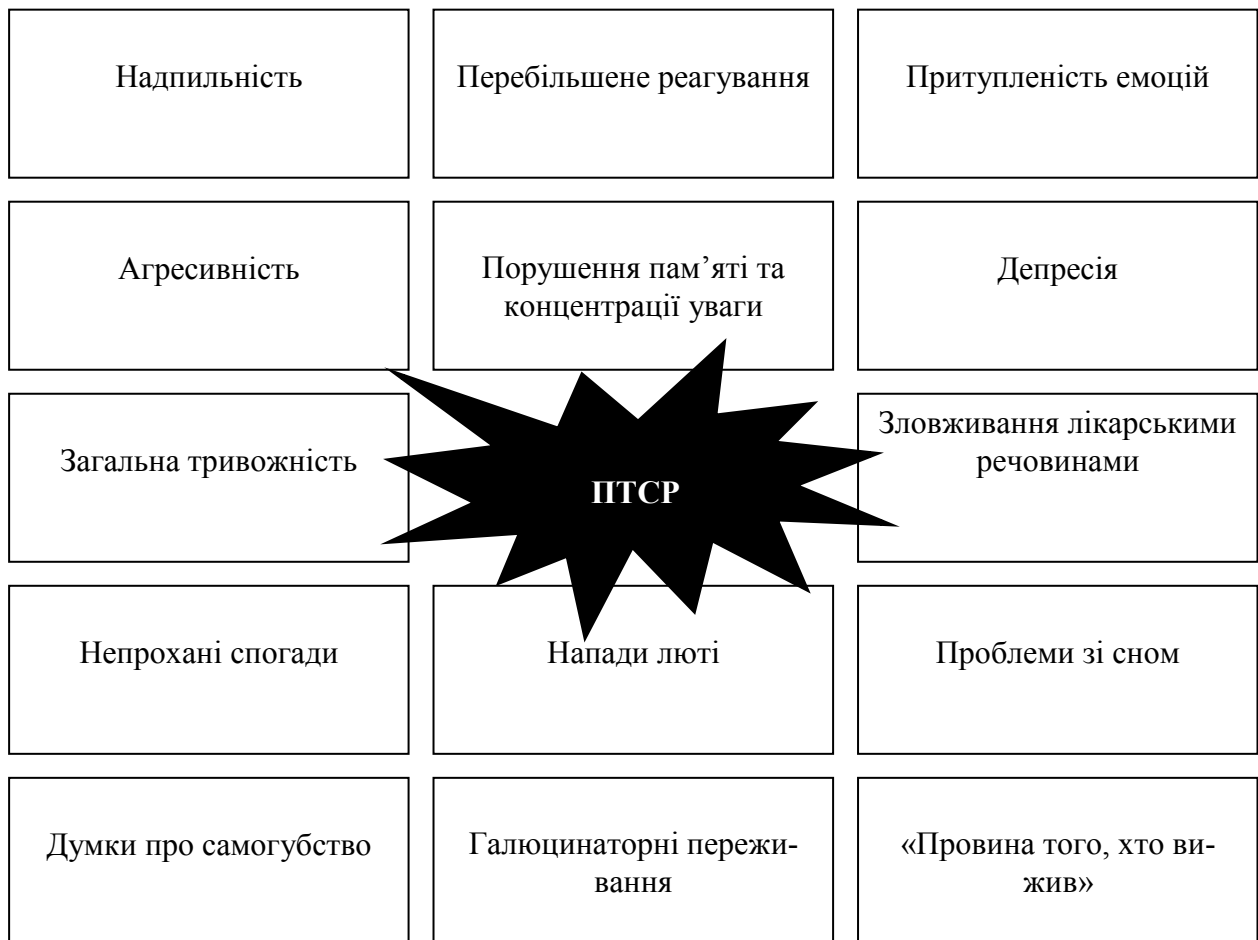 Надпильність
Перебільшене реагування
Притупленість емоцій
Агресивність
Порушення пам’яті та
концентрації уваги
Депресія
Загальна тривожність
ПТСР
Зловживання лікарськими
речовинами
Непрохані спогади
Напади люті
Проблеми зі сном
Думки про самогубство
Галюцинаторні пережи-
вання
«Провина того, хто ви-
жив»